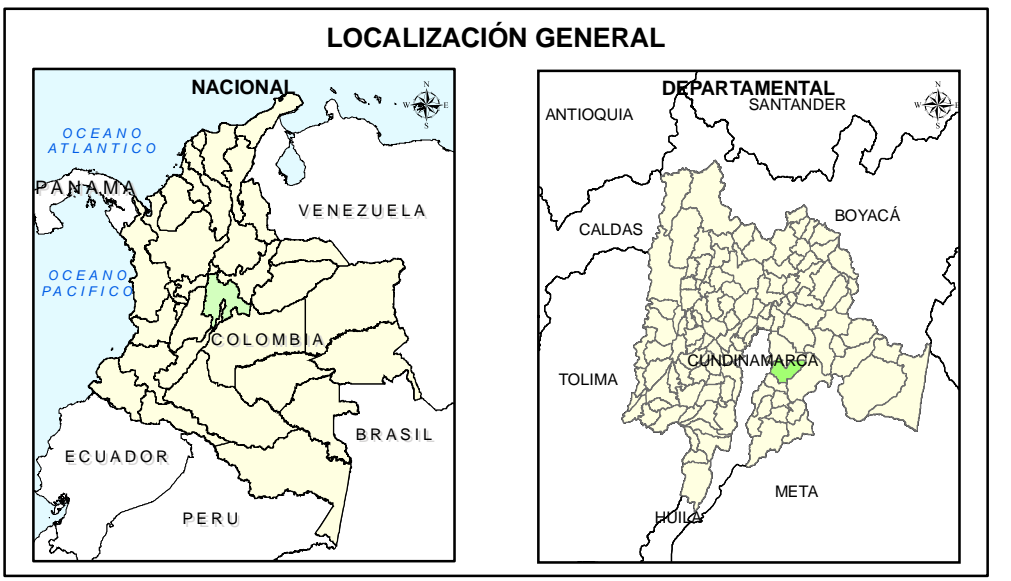 LOCALIZACIÓN GENERAL
NACIONAL
N
W
E
S
OCEANO
ATLANTICO
PANAMA
VENEZUELA
OCEANO
PACIFICO
COLOMBIA
BRASIL
ECUADOR
PERU
DEPARTAMENTAL
SANTANDER
N
W
E
S
ANTIOQUIA
BOYACÁ
CALDAS
CUNDINAMARCA
TOLIMA
META
HUILA